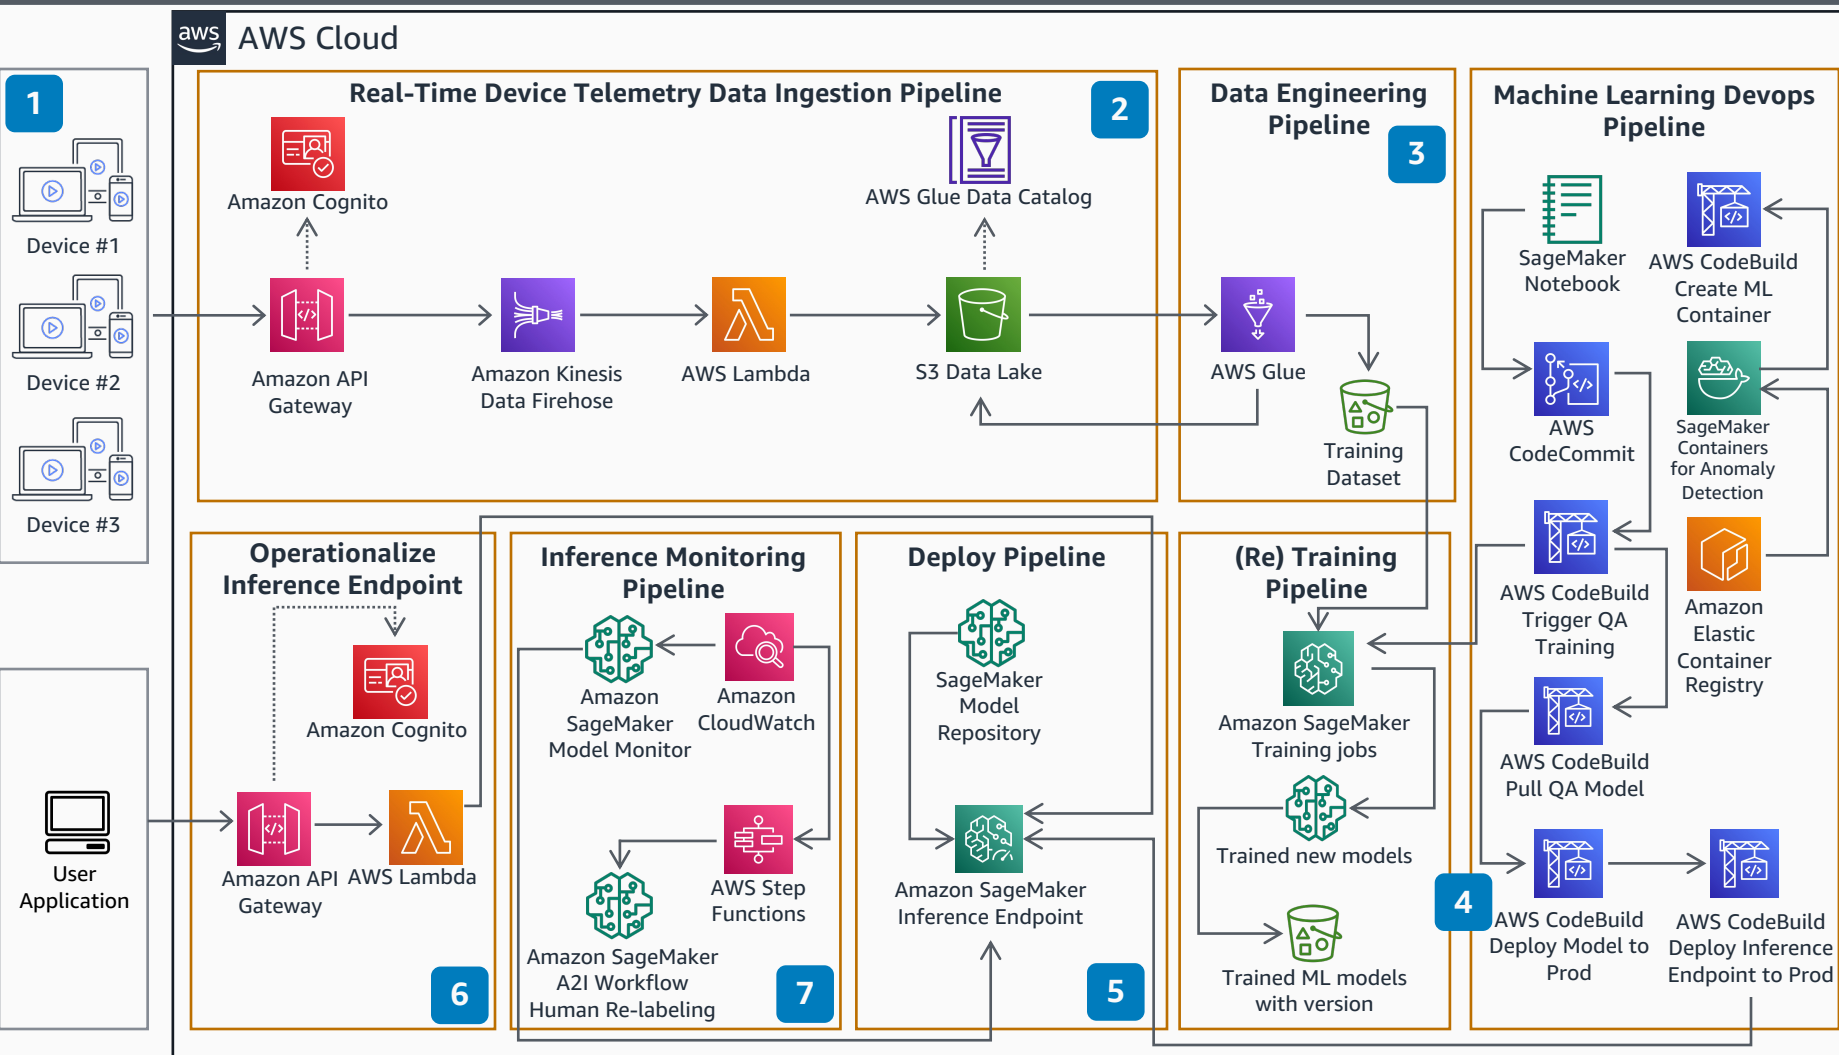 aws
AWS Cloud
1
Device #1
Device #2
Device #3
Real-Time Device Telemetry Data Ingestion Pipeline
2
Amazon Cognito
AWS Glue Data Catalog
Amazon API
Gateway
Amazon Kinesis
Data Firehose
AWS Lambda
S3 Data Lake
Data Engineering
Pipeline
3
AWS Glue
Training
Dataset
Machine Learning Devops
Pipeline
SageMaker
Notebook
AWS CodeBuild
Create ML
Container
AWS
CodeCommit
SageMaker
Containers
for Anomaly
Detection
AWS CodeBuild
Trigger QA
Training
Amazon
Elastic
Container
Registry
AWS CodeBuild
Pull QA Model
4
AWS CodeBuild
Deploy Model to
Prod
AWS CodeBuild
Deploy Inference
Endpoint to Prod
User
Application
Operationalize
Inference Endpoint
Amazon Cognito
Amazon API
Gateway
AWS Lambda
6
Inference Monitoring
Pipeline
Amazon
SageMaker
Model Monitor
Amazon
CloudWatch
AWS Step
Functions
Amazon SageMaker
A2I Workflow
Human Re-labeling
7
Deploy Pipeline
SageMaker
Model
Repository
Amazon SageMaker
Inference Endpoint
5
(Re) Training
Pipeline
Amazon SageMaker
Training jobs
Trained new models
Trained ML models
with version